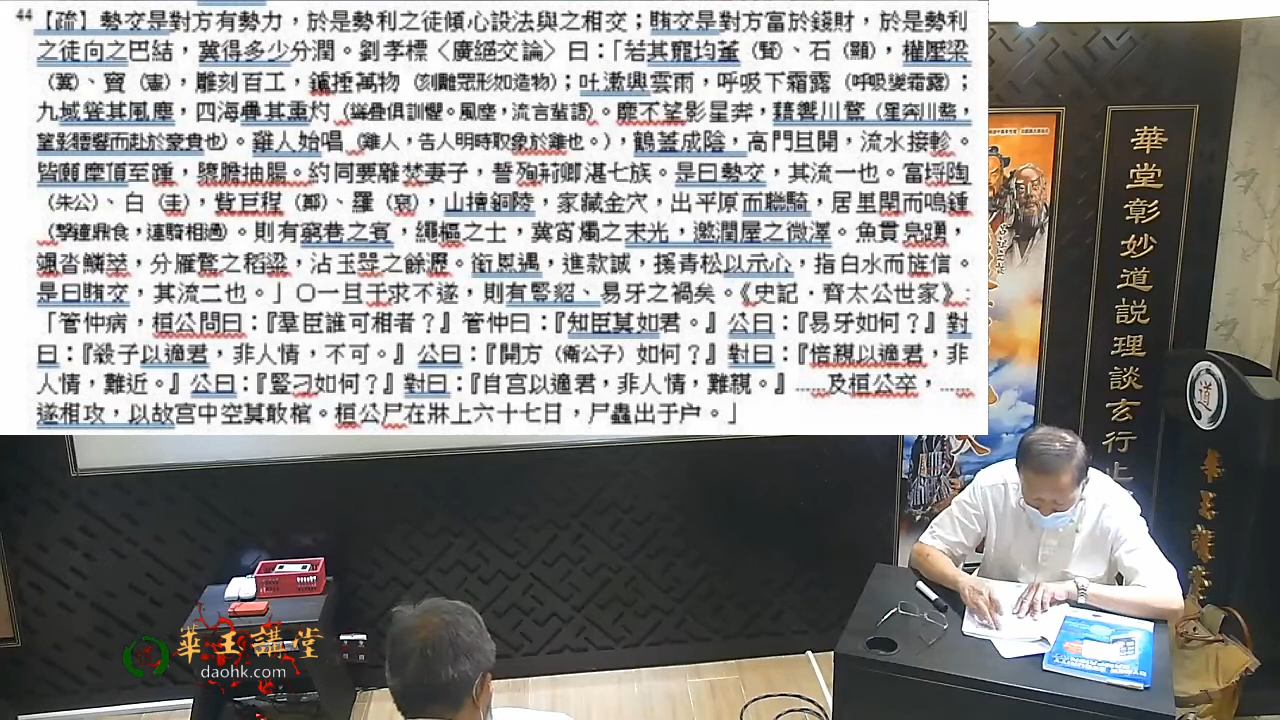 44【疏】勢交是對方有勢力，於是勢利之徒傾心設法與之相交；賄交是對方富於錢財，於是勢利
之徒向之巴結，冀得多少分潤。劉孝標〈廣絕交論〉曰：「若其寵均董（賢）、石（顯），權壓梁
（冀）、竇（憲），雕刻百工，鑪捶萬物（刻雕眾形如造物）；吐漱興雲雨，呼吸下霜露（呼吸變霜露）；
九域聳其風塵，四海疊其熏灼（聳疊俱訓懼。風塵，流言蜚語）。靡不望影星奔，藉響川騖（星奔川騖，
望影聽響而赴於豪貴也）。雞人始唱（雞人，告人明時取象於雞也。），鶴蓋成陰，高門旦開，流水接軫。
皆願摩頂至踵，隳膽抽腸。約同要離焚妻子，誓殉荊卿湛七族。是曰勢交，其流一也。富埒陶
（朱公）、白（圭），貲巨程（鄭）、羅（裒），山擅銅陵，家藏金穴，出平原而聯騎，居里閈而鳴鍾
（擊鐘鼎食，連騎相過）。則有窮巷之賓，繩樞之士，冀宵燭之末光，邀潤屋之微澤。魚貫鳧躍，
颯沓鱗萃，分雁鶩之稻粱，沾玉斝之餘瀝。銜恩遇，進款誠，援青松以示心，指白水而旌信。
是曰賄交，其流二也。」〇一旦干求不遂，則有豎紹、易牙之禍矣。《史記‧齊太公世家》：
「管仲病，桓公問曰：『羣臣誰可相者？』管仲曰：『知臣莫如君。』公曰：『易牙如何？』對
曰：『殺子以適君，非人情，不可。』公曰：『開方（衛公子）如何？』對曰：『倍親以適君，非
人情，難近。』公曰：『豎刁如何？』對曰：『自宮以適君，非人情，難親。』……及桓公卒，……
遂相攻，以故宮中空莫敢棺。桓公尸在牀上六十七日，尸蟲出于户。」
華堂彰妙道説理談玄行上
道
華玉講堂
daohk.com